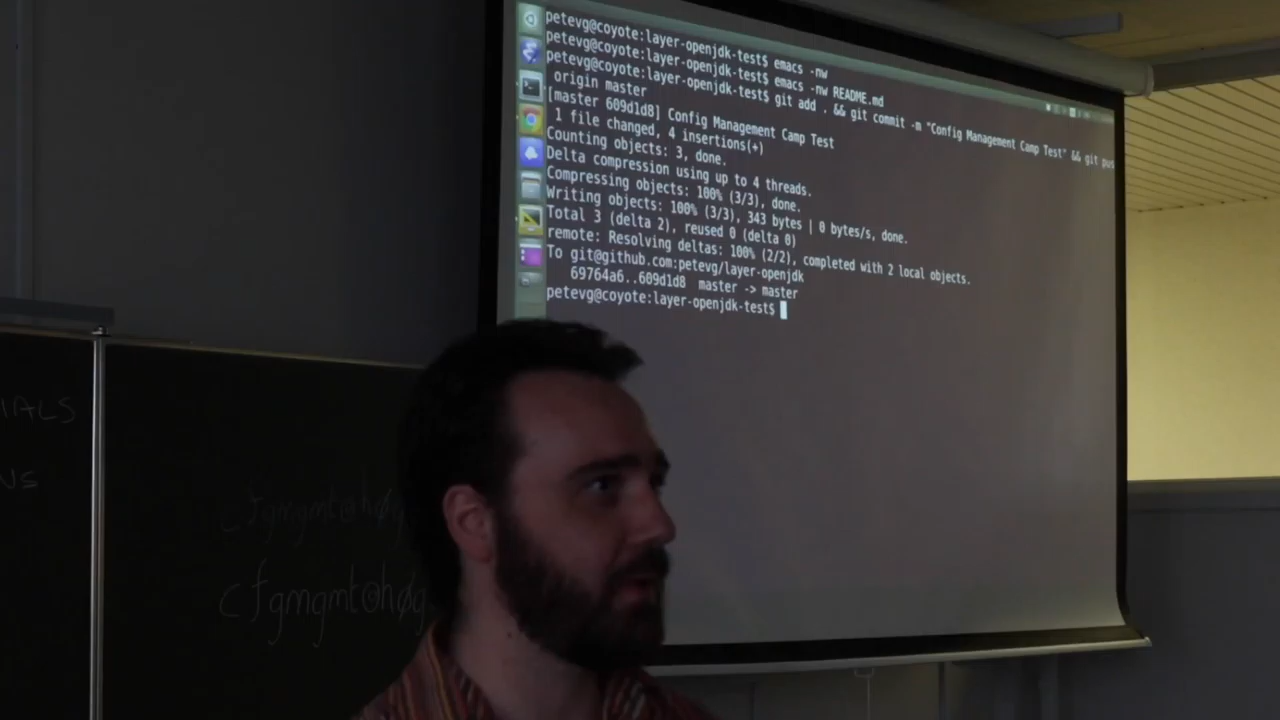 petevg@coyote:layer-openjdk-test$ emacs -nw
petevg@coyote:layer-openjdk-test$ emacs -nw README.md
petevg@coyote:layer-openjdk-test$ git add . && git commit -m "Config Management Camp Test" && git pus
origin master
[master 609d1d8] Config Management Camp Test
1 file changed, 4 insertions(+)
Counting objects: 3, done.
Delta compression using up to 4 threads.
Compressing objects: 100% (3/3), done.
Writing objects: 100% (3/3), 343 bytes | 0 bytes/s, done.
Total 3 (delta 2), reused 0 (delta 0)
remote: Resolving deltas: 100% (2/2), completed with 2 local objects.
To git@github.com:petevg/layer-openjdk
69764a6..609d1d8 master -> master
petevg@coyote:layer-openjdk-test$
IALS
cfgmgmt@høg
cfgmgmt@høg